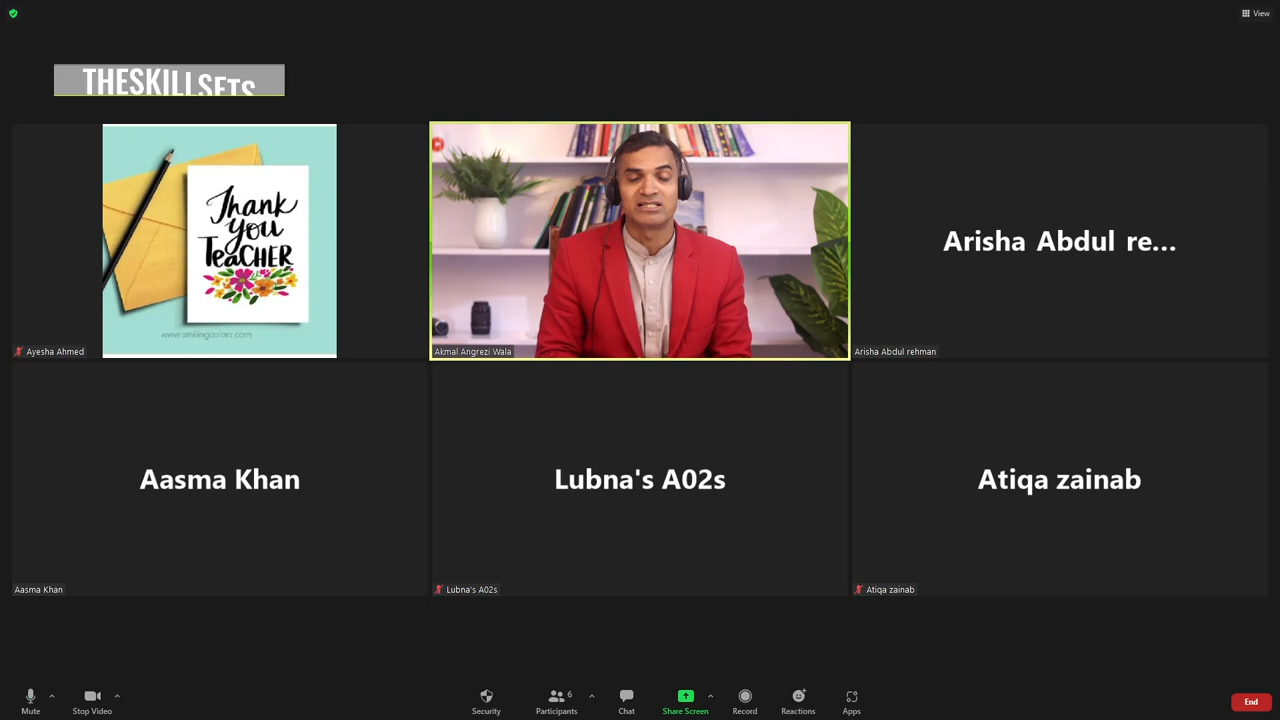 View
THESKILLSETS
Thank
you
TeacHER
www.smilingcolors.com
Ayesha Ahmed
Akmal Angrezi Wala
Arisha Abdul re...
Arisha Abdul rehman
Aasma Khan
Aasma Khan
Lubna's A02s
Lubna's A02s
Atiqa zainab
Atiqa zainab
Mute
Stop Video
Security
6
Participants
Chat
Share Screen
Record
Reactions
Apps
End